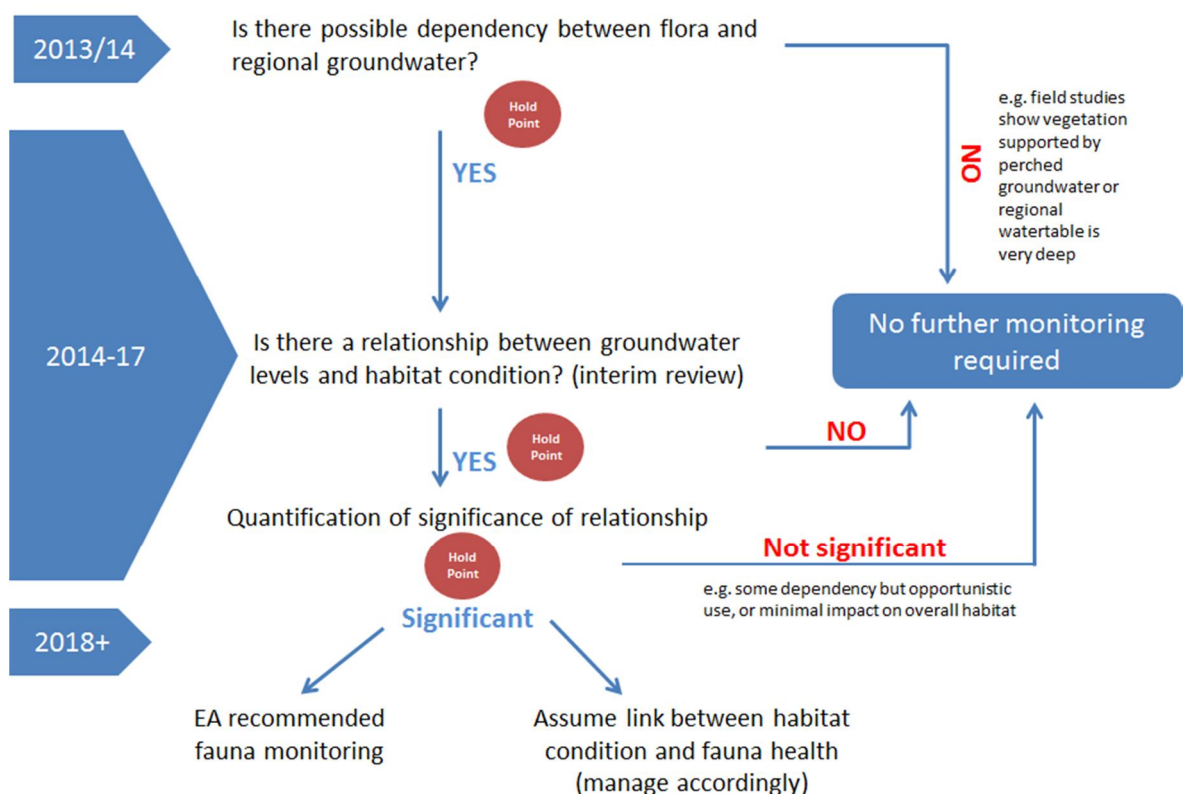 2013/14
Is there possible dependency between flora and
regional groundwater?
Hold
Point
YES
NO
e.g. field studies
show vegetation
supported by
perched
groundwater or
regional
watertable is
very deep
No further monitoring
required
2014-17
Is there a relationship between groundwater
levels and habitat condition? (interim review)
YES
Hold
Point
NO
Quantification of significance of relationship
Hold
Point
Not significant
e.g. some dependency but opportunistic
use, or minimal impact on overall habitat
Significant
2018+
EA recommended
fauna monitoring
Assume link between habitat
condition and fauna health
(manage accordingly)